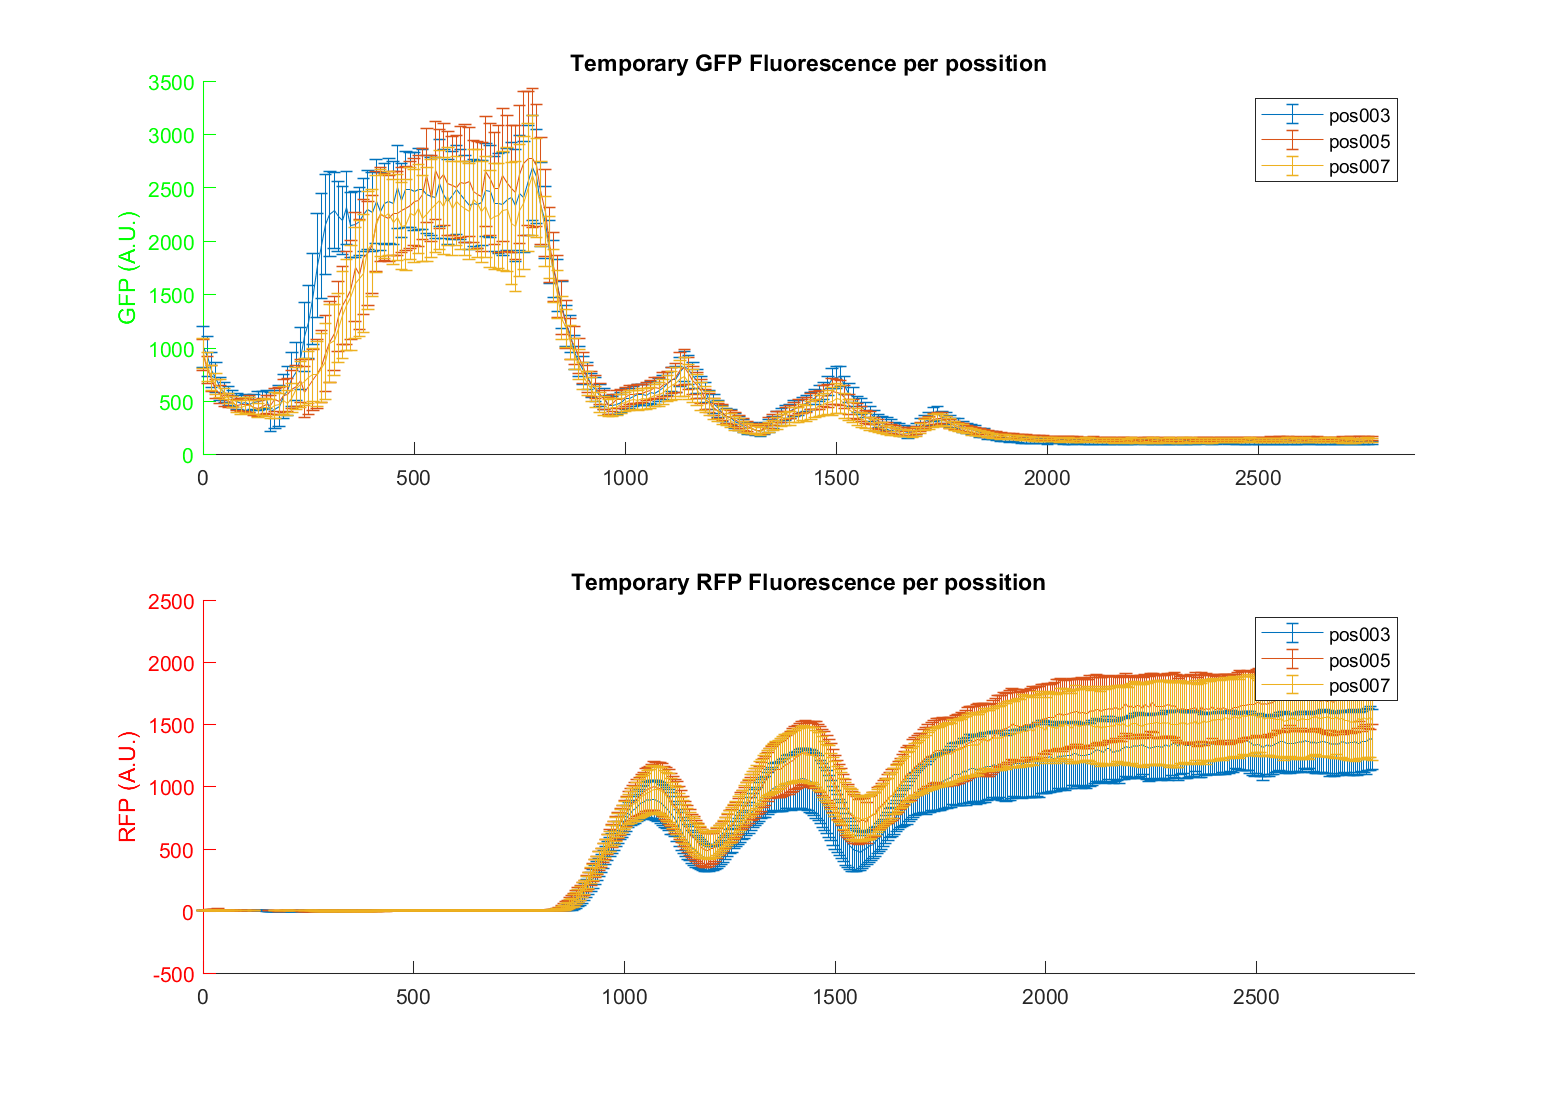 Temporary GFP Fluorescence per possition
GFP (A.U.)
3500
3000
2500
2000
1500
1000
500
0
0 500 1000 1500 2000 2500
pos003
pos005
pos007
Temporary RFP Fluorescence per possition
RFP (A.U.)
2500
2000
1500
1000
500
0
-500
0 500 1000 1500 2000 2500
pos003
pos005
pos007